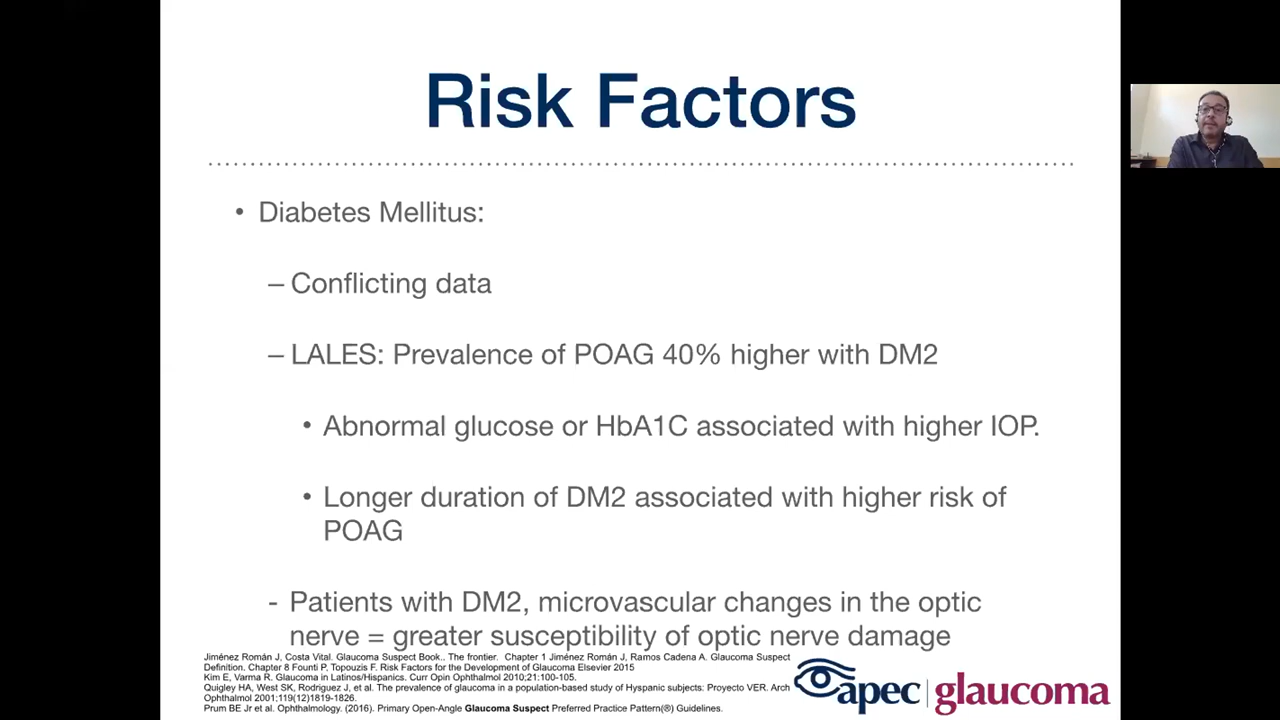 Risk Factors
• Diabetes Mellitus:
– Conflicting data
– LALES: Prevalence of POAG 40% higher with DM2
• Abnormal glucose or HbA1C associated with higher IOP.
• Longer duration of DM2 associated with higher risk of
POAG
- Patients with DM2, microvascular changes in the optic
nerve = greater susceptibility of optic nerve damage
Jiménez Román J, Costa Vital. Glaucoma Suspect Book.. The frontier.  Chapter 1 Jiménez Román J, Ramos Cadena A. Glaucoma Suspect
Definition. Chapter 8 Founti P, Topouzis F. Risk Factors for the Development of Glaucoma Elsevier 2015
Kim E, Varma R. Glaucoma in Latinos/Hispanics. Curr Opin Ophthalmol 2010;21:100-105.
Quigley HA, West SK, Rodriguez J, et al. The prevalence of glaucoma in a population-based study of Hyspanic subjects: Proyecto VER. Arch
Ophthalmol 2001;119(12)1819-1826.
Prum BE Jr et al. Ophthalmology. (2016). Primary Open-Angle Glaucoma Suspect Preferred Practice Pattern(®) Guidelines.
apec glaucoma